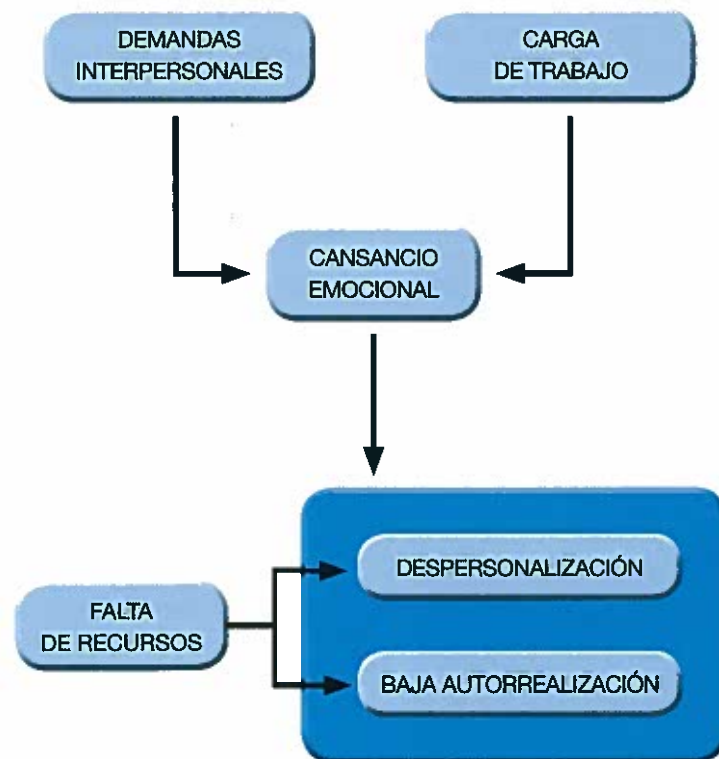 DEMANDAS
INTERPERSONALES
CARGA
DE TRABAJO
CANSANCIO
EMOCIONAL
DESPERSONALIZACIÓN
FALTA
DE RECURSOS
BAJA AUTORREALIZACIÓN